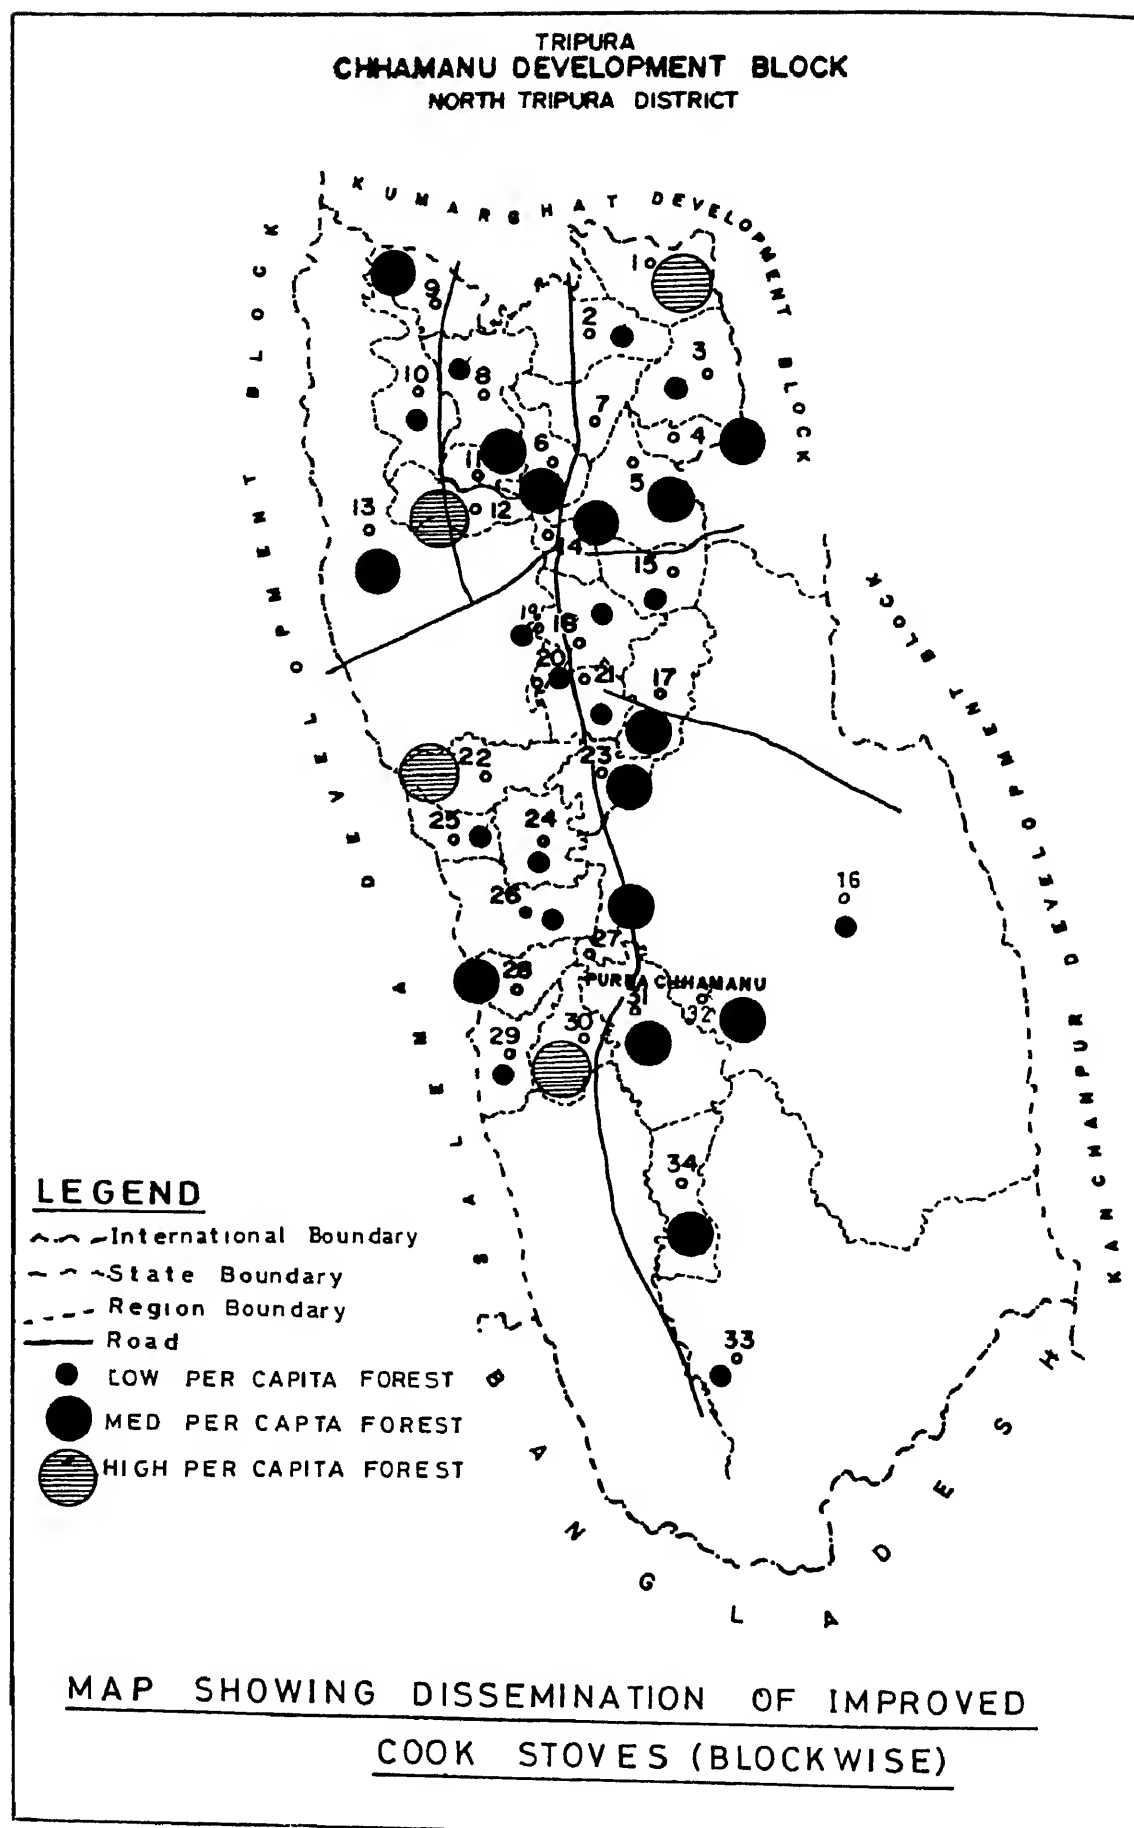 TRIPURA
CHHAMANU DEVELOPMENT BLOCK
NORTH TRIPURA DISTRICT
KUMARGHAT DEVELOPMENT BLOCK
SALEMA DEVELOPMENT BLOCK
KANCHANPUR DEVELOPMENT BLOCK
BANGLADESH
1
2
3
4
5
6
7
8
9
10
11
12
13
14
15
16
17
18
19
20
21
22
23
24
25
26
27
28
PURBA CHHAMANU
29
30
31
32
34
33
LEGEND
International Boundary
State Boundary
Region Boundary
Road
LOW PER CAPITA FOREST
MED PER CAPTA FOREST
HIGH PER CAPITA FOREST
MAP SHOWING DISSEMINATION OF IMPROVED
COOK STOVES (BLOCKWISE)